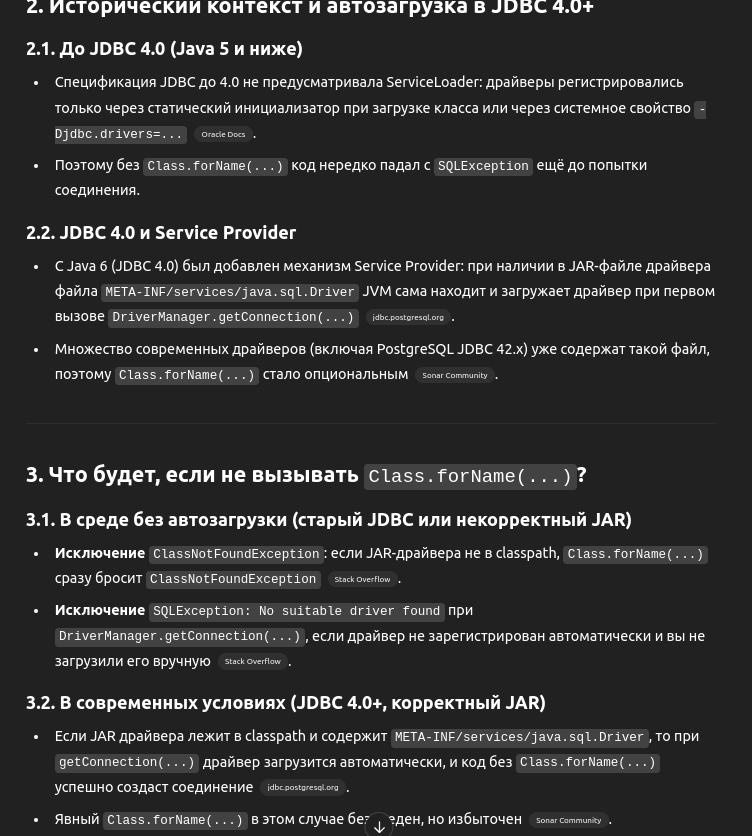 2. Исторический контекст и автозагрузка в JDBC 4.0+
2.1. До JDBC 4.0 (Java 5 и ниже)
• Спецификация JDBC до 4.0 не предусматривала ServiceLoader: драйверы регистрировались
только через статический инициализатор при загрузке класса или через системное свойство -
Djdbc.drivers=... Oracle Docs .
• Поэтому без Class.forName(...) код нередко падал с SQLException ещё до попытки
соединения.
2.2. JDBC 4.0 и Service Provider
• С Java 6 (JDBC 4.0) был добавлен механизм Service Provider: при наличии в JAR-файле драйвера
файла META-INF/services/java.sql.Driver JVM сама находит и загружает драйвер при первом
вызове DriverManager.getConnection(...) jdbc.postgresql.org .
• Множество современных драйверов (включая PostgreSQL JDBC 42.x) уже содержат такой файл,
поэтому Class.forName(...) стало опциональным Sonar Community .
3. Что будет, если не вызывать Class.forName(...)?
3.1. В среде без автозагрузки (старый JDBC или некорректный JAR)
• Исключение ClassNotFoundException: если JAR-драйвера не в classpath, Class.forName(...)
сразу бросит ClassNotFoundException Stack Overflow .
• Исключение SQLException: No suitable driver found при
DriverManager.getConnection(...), если драйвер не зарегистрирован автоматически и вы не
загрузили его вручную Stack Overflow .
3.2. В современных условиях (JDBC 4.0+, корректный JAR)
• Если JAR драйвера лежит в classpath и содержит META-INF/services/java.sql.Driver, то при
getConnection(...) драйвер загрузится автоматически, и код без Class.forName(...)
успешно создаст соединение jdbc.postgresql.org .
• Явный Class.forName(...) в этом случае без еден, но избыточен Sonar Community .